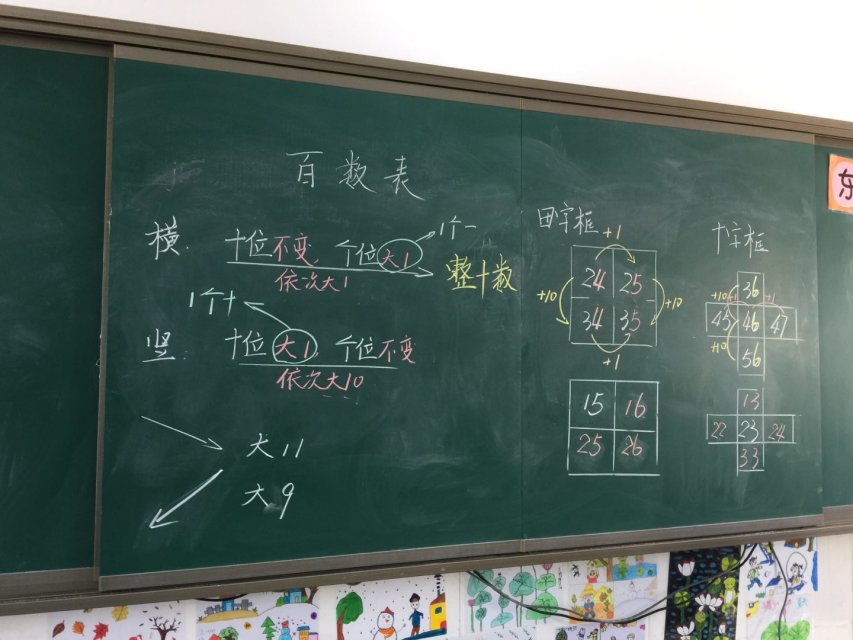 百数表
横 十位不变 个位大1 1个一
依次大1 整十数
1个十
竖 十位大1 个位不变
依次大10
大11
大9
田字框
+1
24 25
+10 +10
34 35
+1
15 16
25 26
十字框
36
+10 +1 +1
45 46 47
+10
56
13
22 23 24
33
东